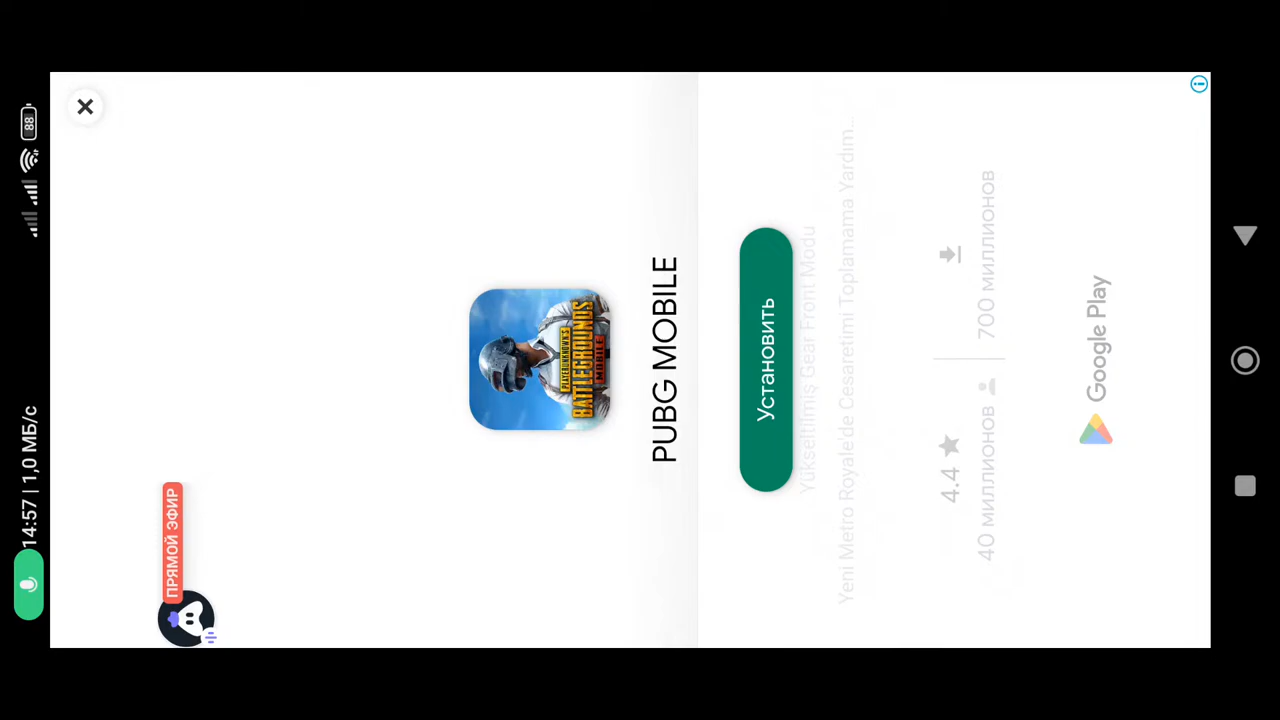 14:57 | 1,0 МБ/с
88
ПРЯМОЙ ЭФИР
PLAYERUNKNOWN'S
BATTLEGROUNDS
MOBILE
PUBG MOBILE
Установить
Yükseltilmiş Gear Front Modu
Yeni Metro Royale'de Cesaretimi Toplamama Yardım...
4.4
40 миллионов
700 миллионов
Google Play